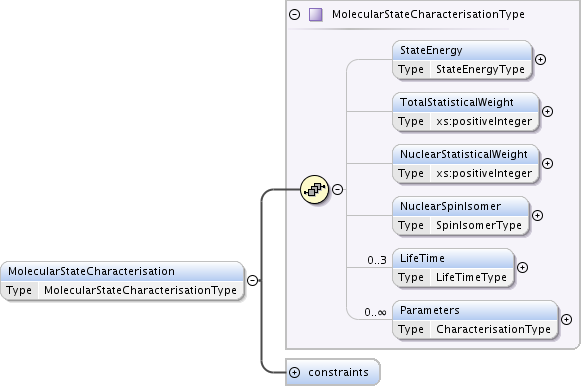 MolecularStateCharacterisationType
StateEnergy
Type StateEnergyType
TotalStatisticalWeight
Type xs:positiveInteger
NuclearStatisticalWeight
Type xs:positiveInteger
NuclearSpinIsomer
Type SpinIsomerType
0..3 LifeTime
Type LifeTimeType
0..∞ Parameters
Type CharacterisationType
MolecularStateCharacterisation
Type MolecularStateCharacterisationType
constraints